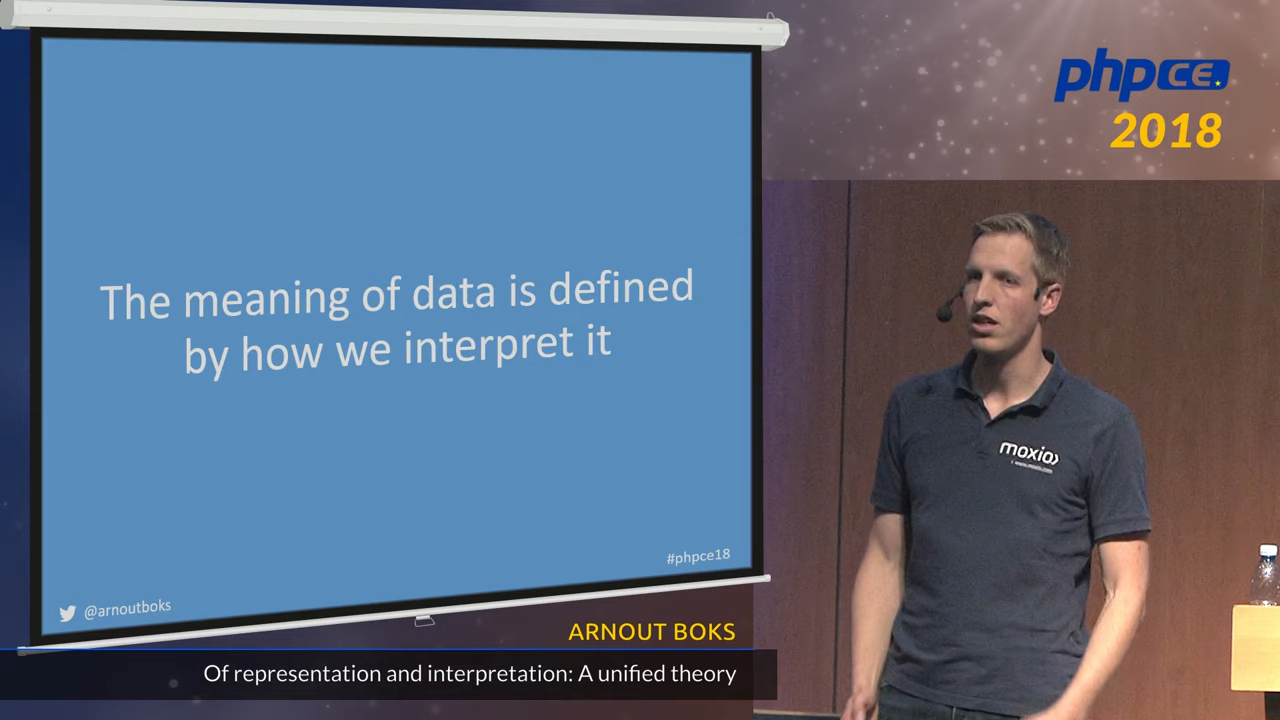 The meaning of data is defined
by how we interpret it
#phpce18
@arnoutboks
phpce
2018
moxio
ARNOUT BOKS
Of representation and interpretation: A unified theory